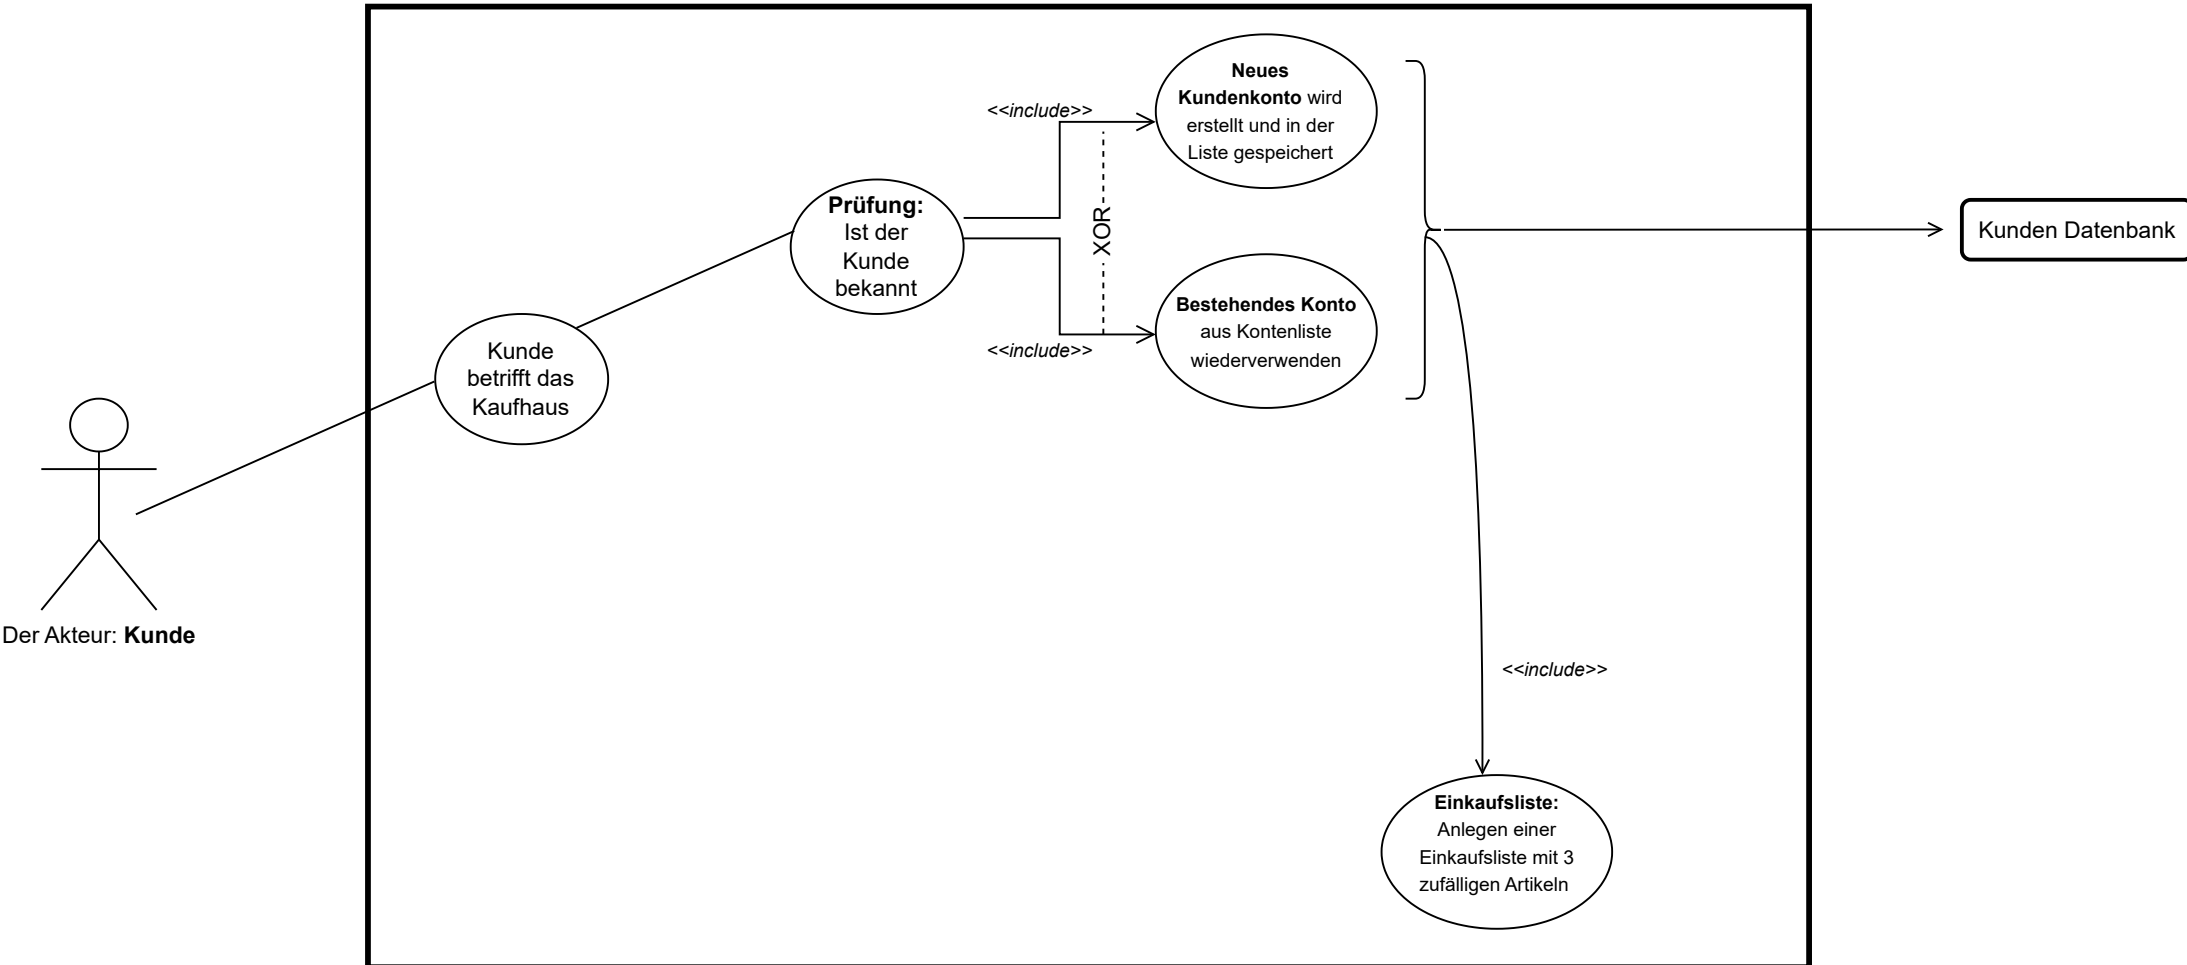 Neues
Kundenkonto wird
erstellt und in der
Liste gespeichert
<<include>>
Prüfung:
Ist der
Kunde
bekannt
XOR
Kunden Datenbank
Bestehendes Konto
aus Kontenliste
wiederverwenden
<<include>>
Kunde
betrifft das
Kaufhaus
Der Akteur: Kunde
<<include>>
Einkaufsliste:
Anlegen einer
Einkaufsliste mit 3
zufälligen Artikeln